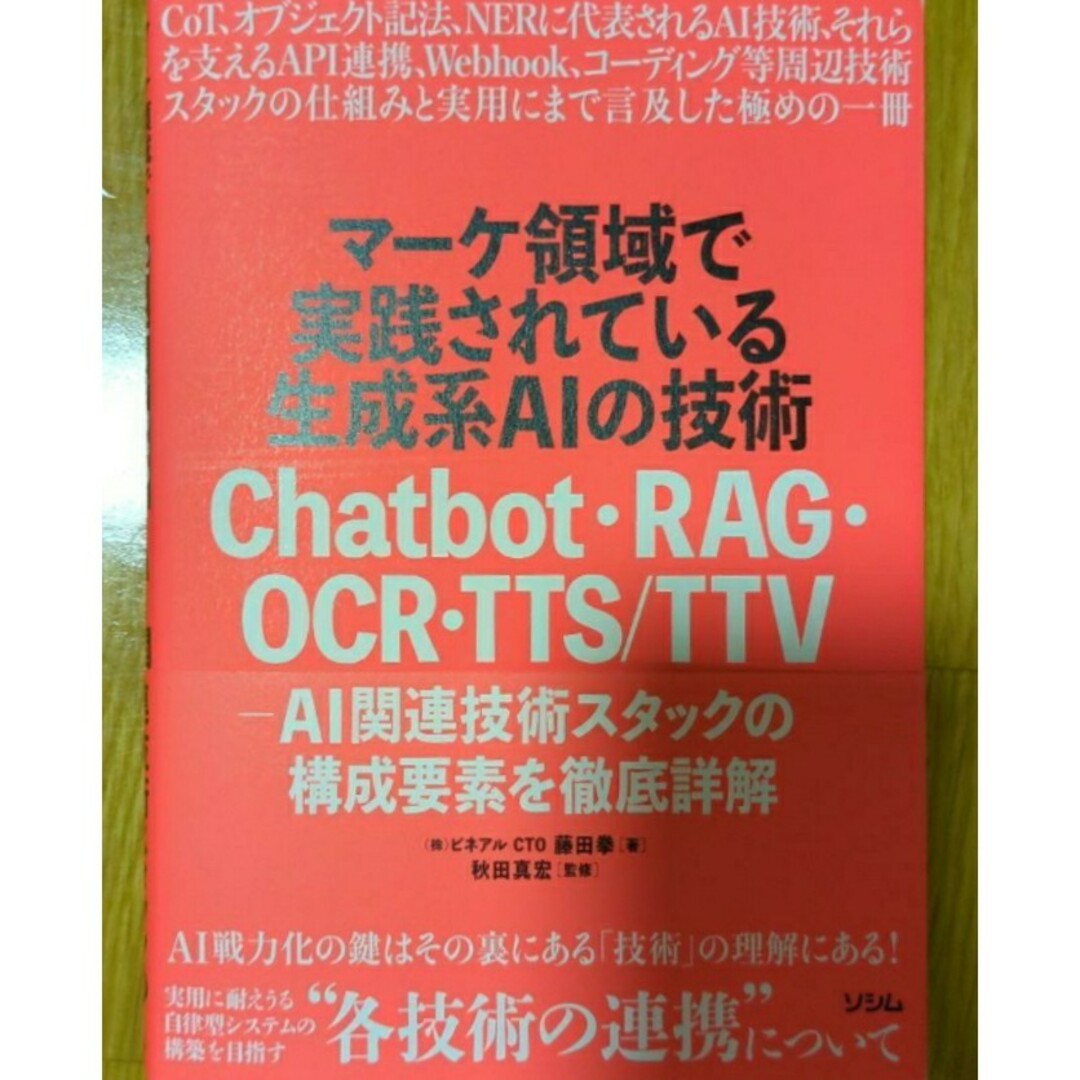 CoT、オブジェクト記法、NERに代表されるAI技術、それら
を支えるAPI連携、Webhook、コーディング等周辺技術
スタックの仕組みと実用にまで言及した極めの一冊
マーケ領域で
実践されている
生成系AIの技術
Chatbot・RAG・
OCR・TTS/TTV
―AI関連技術スタックの
構成要素を徹底詳解
(株)ピネアル CTO 藤田拳[著]
秋田真宏[監修]
AI戦力化の鍵はその裏にある「技術」の理解にある!
実用に耐えうる
自律型システムの
構築を目指す
“各技術の連携”について
ソシム